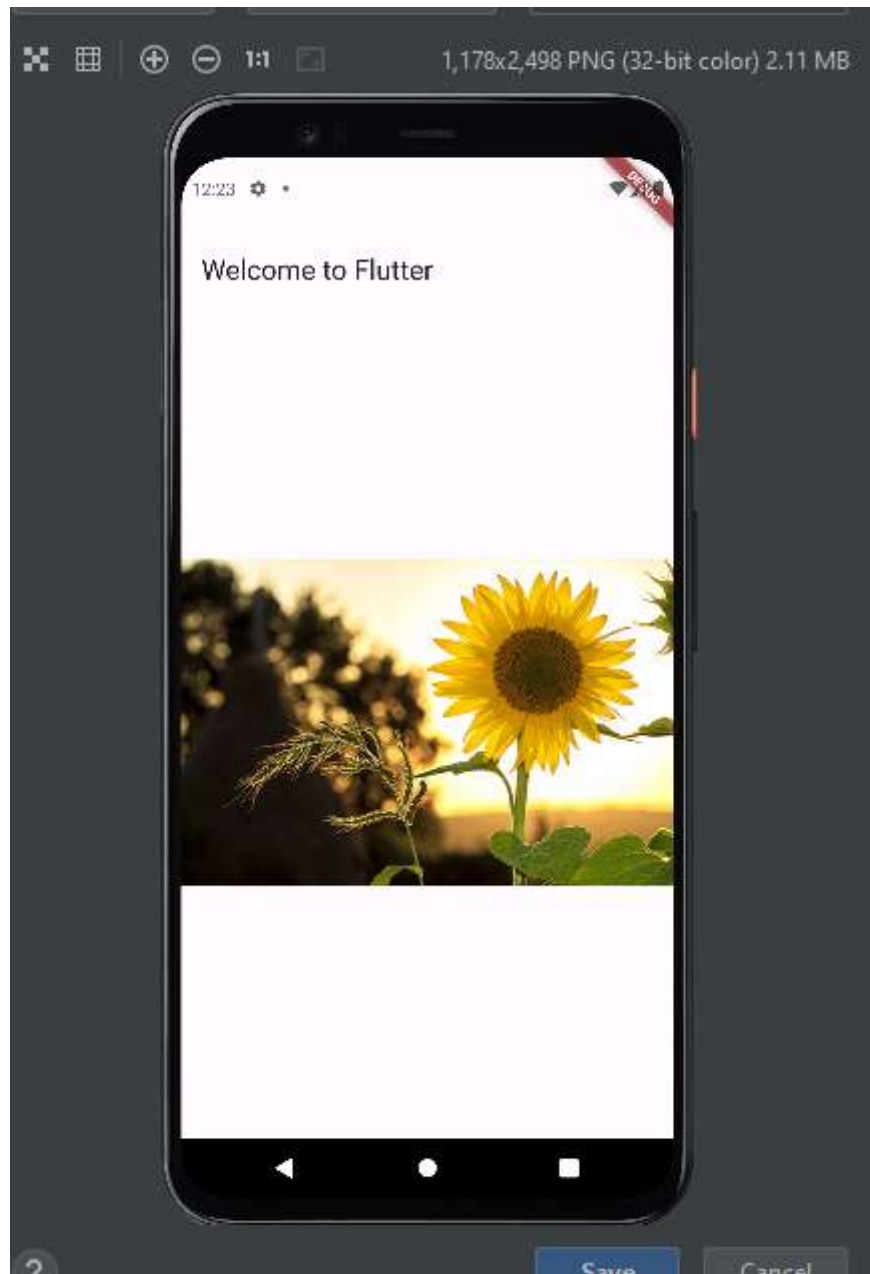 1:1
1,178x2,498 PNG (32-bit color) 2.11 MB
12:23
DEBUG
Welcome to Flutter
?
Save
Cancel